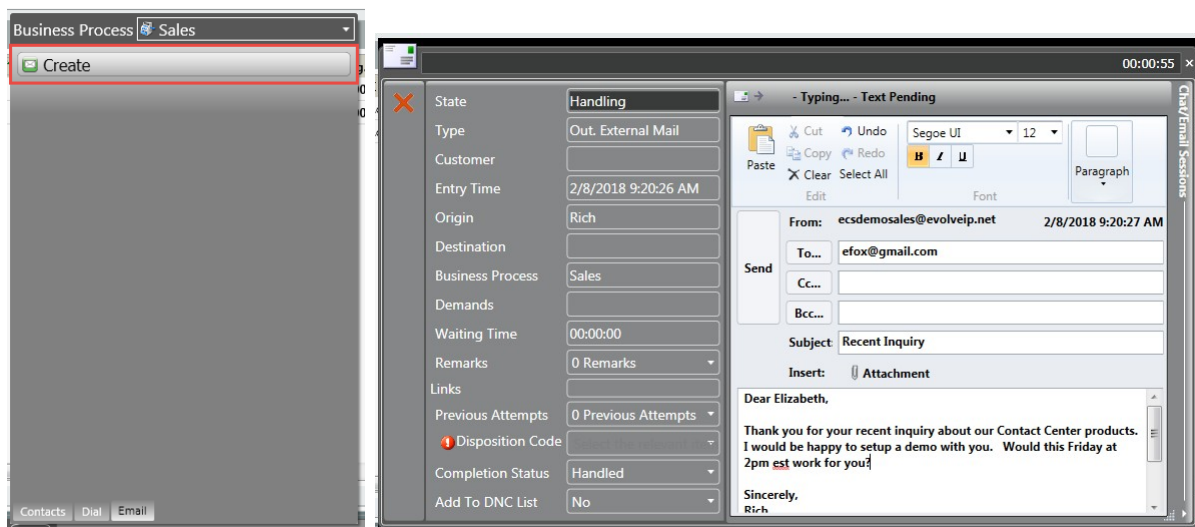 Business Process Sales
Create
Contacts Dial Email
00:00:55
State Handling
Type Out. External Mail
Customer
Entry Time 2/8/2018 9:20:26 AM
Origin Rich
Destination
Business Process Sales
Demands
Waiting Time 00:00:00
Remarks 0 Remarks
Links
Previous Attempts 0 Previous Attempts
Disposition Code
Completion Status Handled
Add To DNC List No
- Typing... - Text Pending
Paste
Cut Undo
Copy Redo
Clear Select All
Edit
Segoe UI 12
B I U
Font
Paragraph
Send
From: ecsdemosales@evolveip.net 2/8/2018 9:20:27 AM
To... efox@gmail.com
Cc...
Bcc...
Subject: Recent Inquiry
Insert: Attachment
Dear Elizabeth,
Thank you for your recent inquiry about our Contact Center products.
I would be happy to setup a demo with you. Would this Friday at
2pm est work for you?
Sincerely,
Rich
Chat/Email Sessions